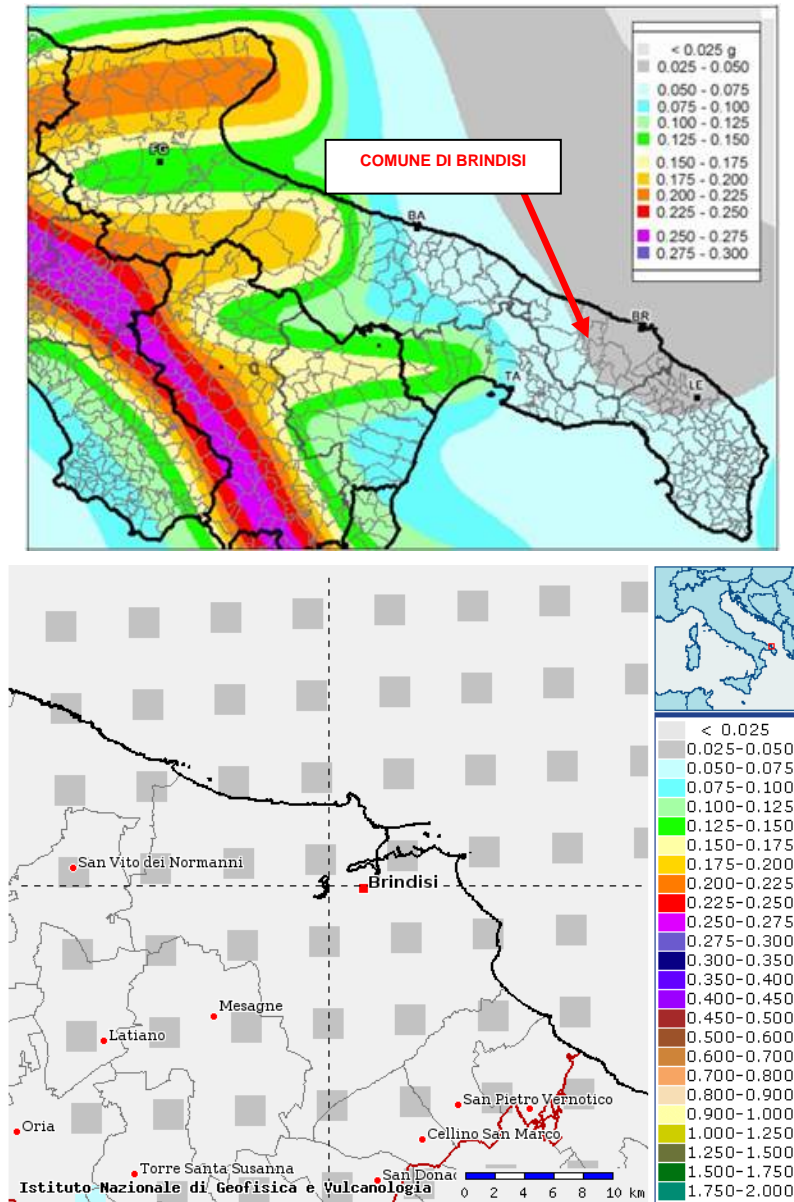 COMUNE DI BRINDISI
< 0.025 g
0.025 - 0.050
0.050 - 0.075
0.075 - 0.100
0.100 - 0.125
0.125 - 0.150
0.150 - 0.175
0.175 - 0.200
0.200 - 0.225
0.225 - 0.250
0.250 - 0.275
0.275 - 0.300
FG
BA
BR
TA
LE
San Vito dei Normanni
Brindisi
Mesagne
Latiano
San Pietro Vernotico
Oria
Cellino San Marco
Torre Santa Susanna
San Donac
Istituto Nazionale di Geofisica e Vulcanologia
0 2 4 6 8 10 km
< 0.025
0.025-0.050
0.050-0.075
0.075-0.100
0.100-0.125
0.125-0.150
0.150-0.175
0.175-0.200
0.200-0.225
0.225-0.250
0.250-0.275
0.275-0.300
0.300-0.350
0.350-0.400
0.400-0.450
0.450-0.500
0.500-0.600
0.600-0.700
0.700-0.800
0.800-0.900
0.900-1.000
1.000-1.250
1.250-1.500
1.500-1.750
1.750-2.000